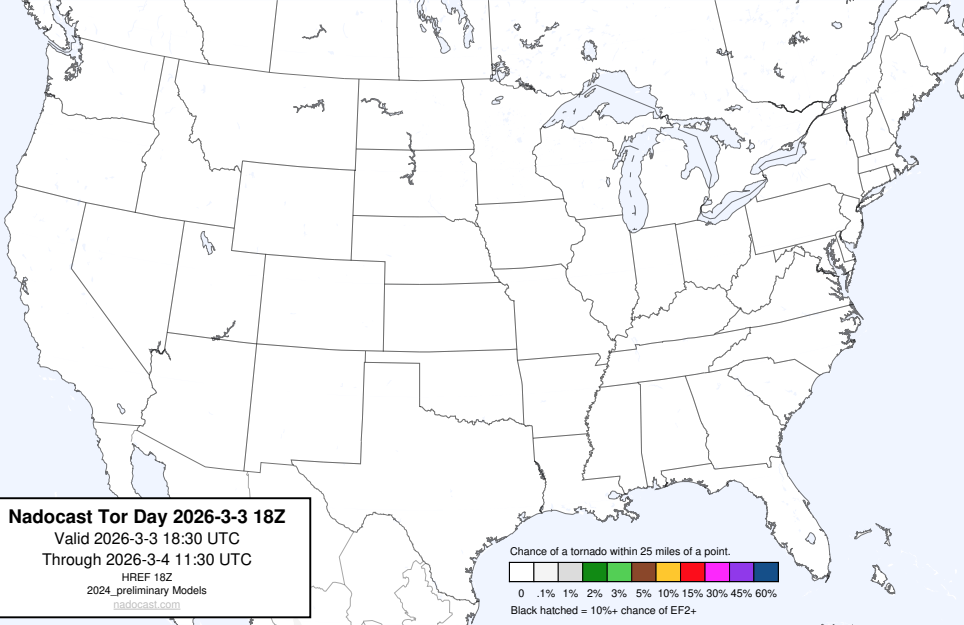 Nadocast Tor Day 2026-3-3 18Z
Valid 2026-3-3 18:30 UTC
Through 2026-3-4 11:30 UTC
HREF 18Z
2024_preliminary Models
nadocast.com
Chance of a tornado within 25 miles of a point.
0 .1% 1% 2% 3% 5% 10% 15% 30% 45% 60%
Black hatched = 10%+ chance of EF2+